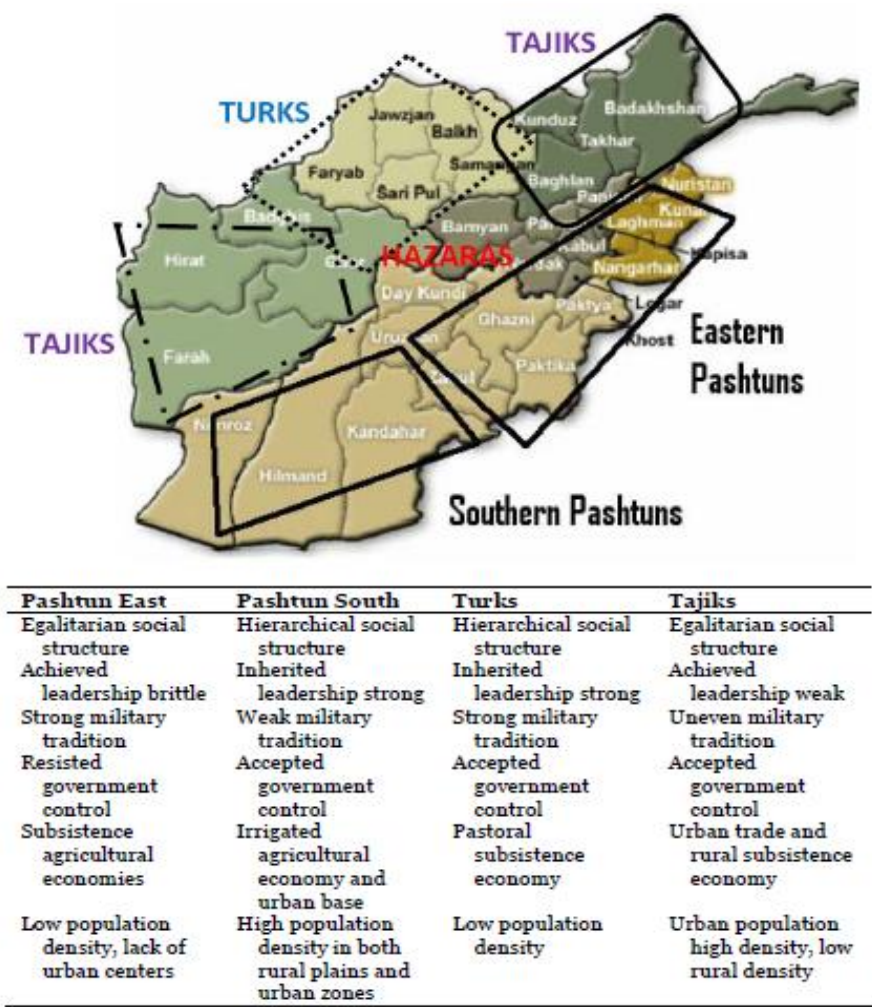 TAJIKS
TURKS
Jawzjan
Balkh
Kunduz
Badakhshan
Takhar
Faryab
Samangan
Sari Pul
Baghlan
Nuristan
Laghman
Bamyan
Kabul
Kapisa
Nangarhar
Hirat
HAZARAS
Day Kundi
Logar
Paktya
Ghazni
Khost
Eastern
Pashtuns
TAJIKS
Farah
Paktika
Kandahar
Hilmand
Southern Pashtuns
Pashtun East Pashtun South Turks Tajiks
Egalitarian social Hierarchical social Hierarchical social Egalitarian social
structure structure structure structure
Achieved Inherited Inherited Achieved
leadership brittle leadership strong leadership strong leadership weak
Strong military Weak military Strong military Uneven military
tradition tradition tradition tradition
Resisted Accepted Accepted Accepted
government government government government
control control control control
Subsistence Irrigated Pastoral Urban trade and
agricultural agricultural subsistence rural subsistence
economies economy and economy economy
urban base
Low population High population Low population Urban population
density, lack of density in both density high density, low
urban centers rural plains and rural density
urban zones